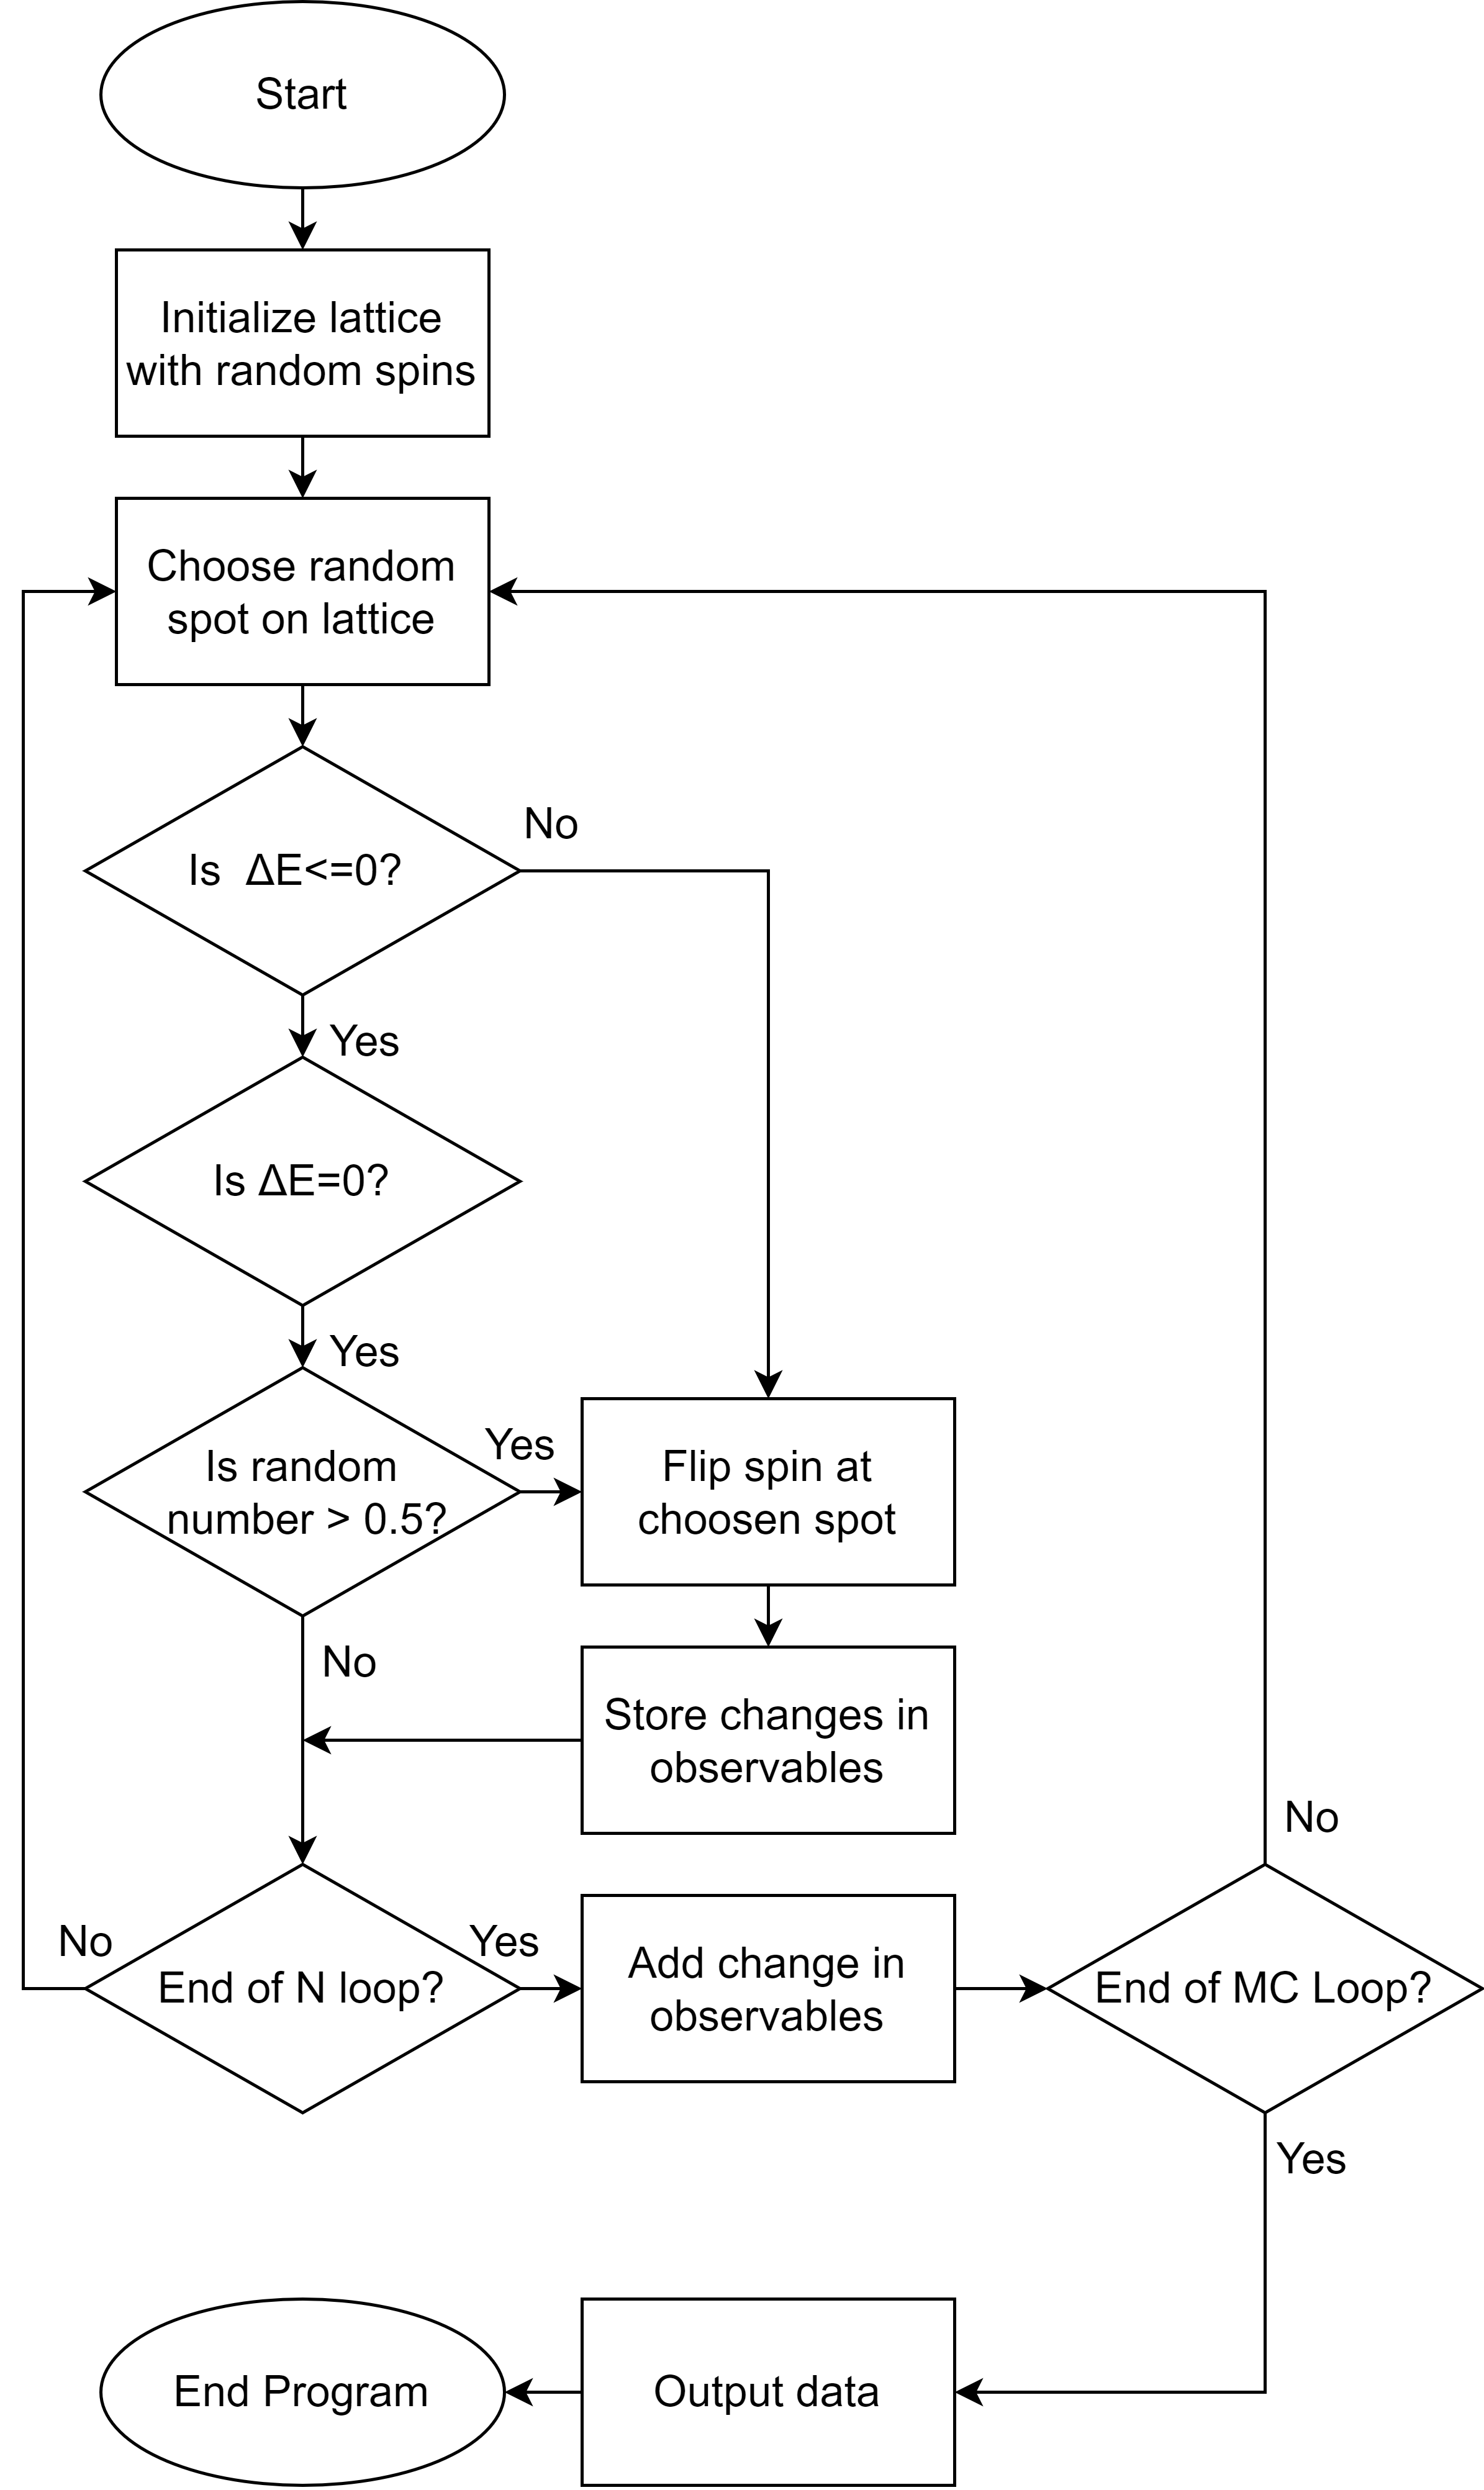 Start
Initialize lattice
with random spins
Choose random
spot on lattice
No
Is  ΔE<=0?
Yes
Is ΔE=0?
Yes
Is random
number > 0.5?
Yes
Flip spin at
choosen spot
No
Store changes in
observables
No
End of N loop?
Yes
Add change in
observables
No
End of MC Loop?
Yes
End Program
Output data